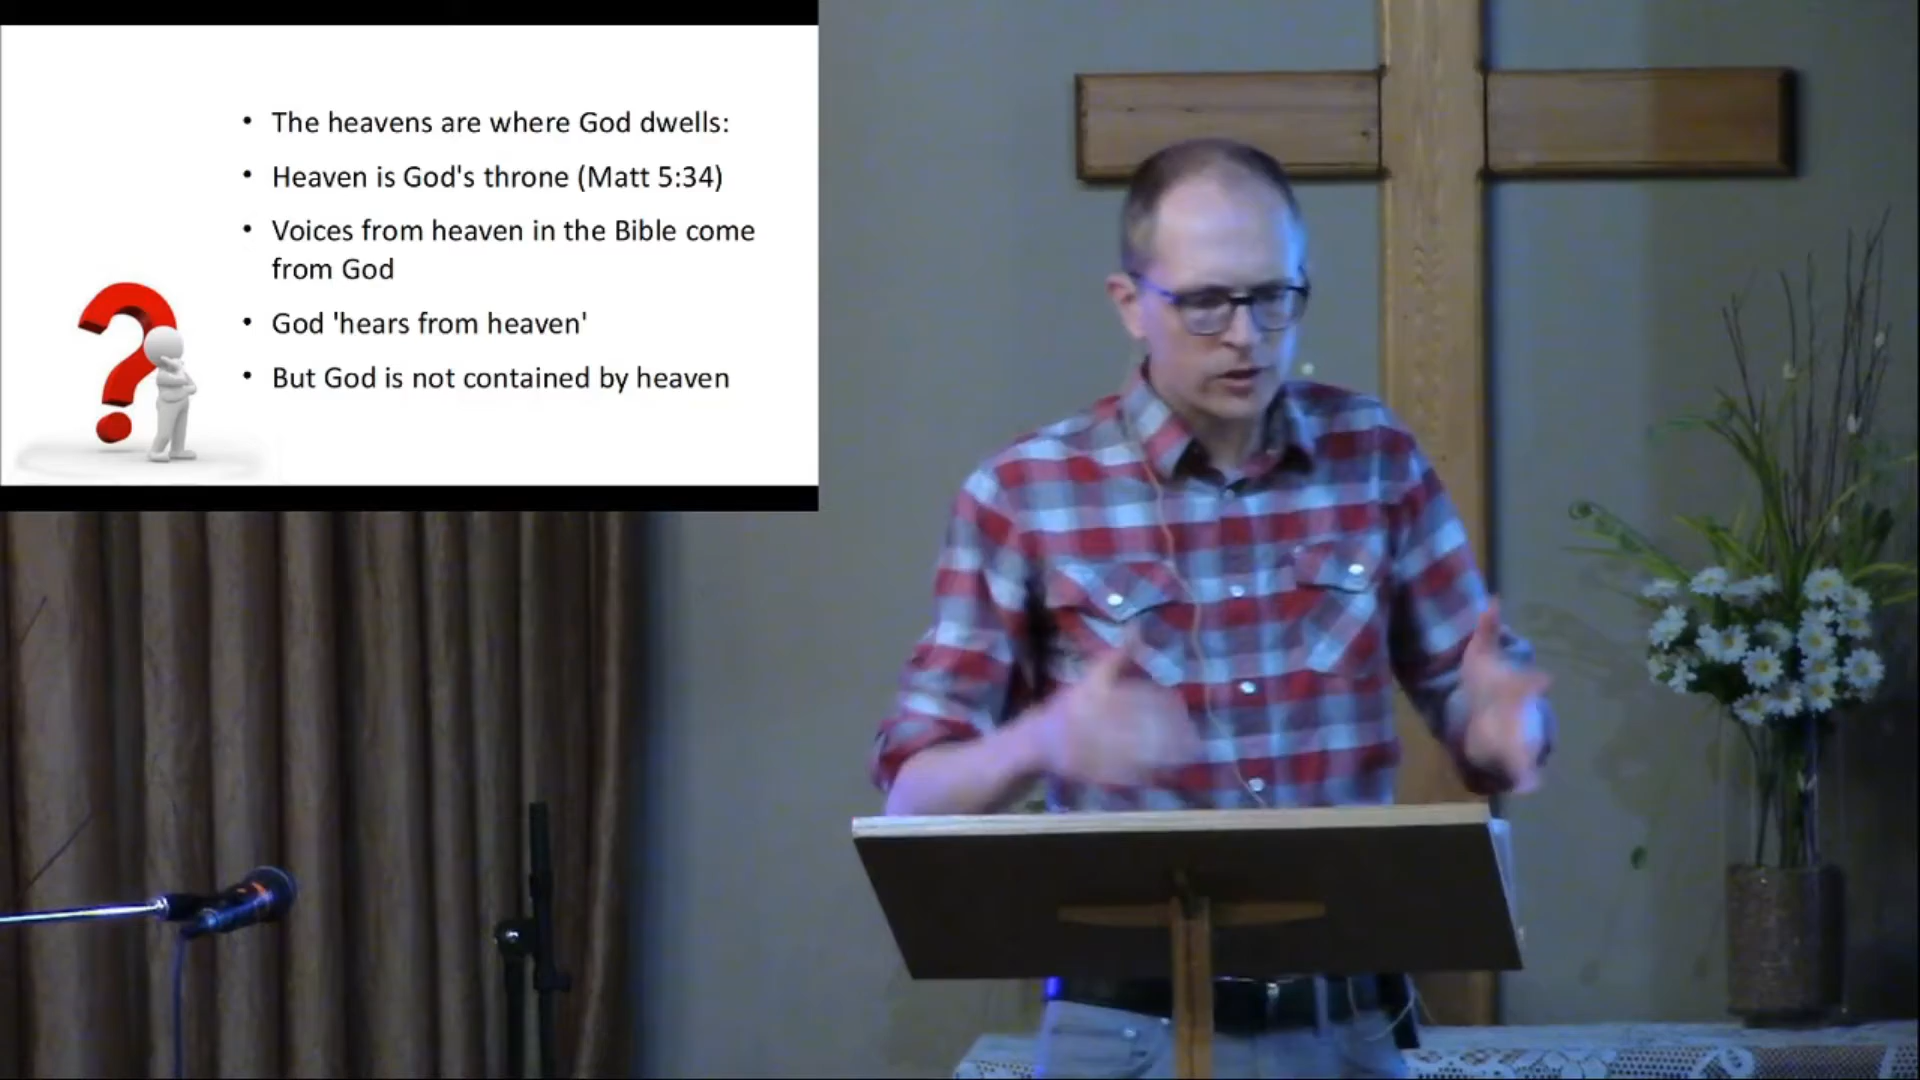 • The heavens are where God dwells:
• Heaven is God's throne (Matt 5:34)
• Voices from heaven in the Bible come
from God
• God 'hears from heaven'
• But God is not contained by heaven